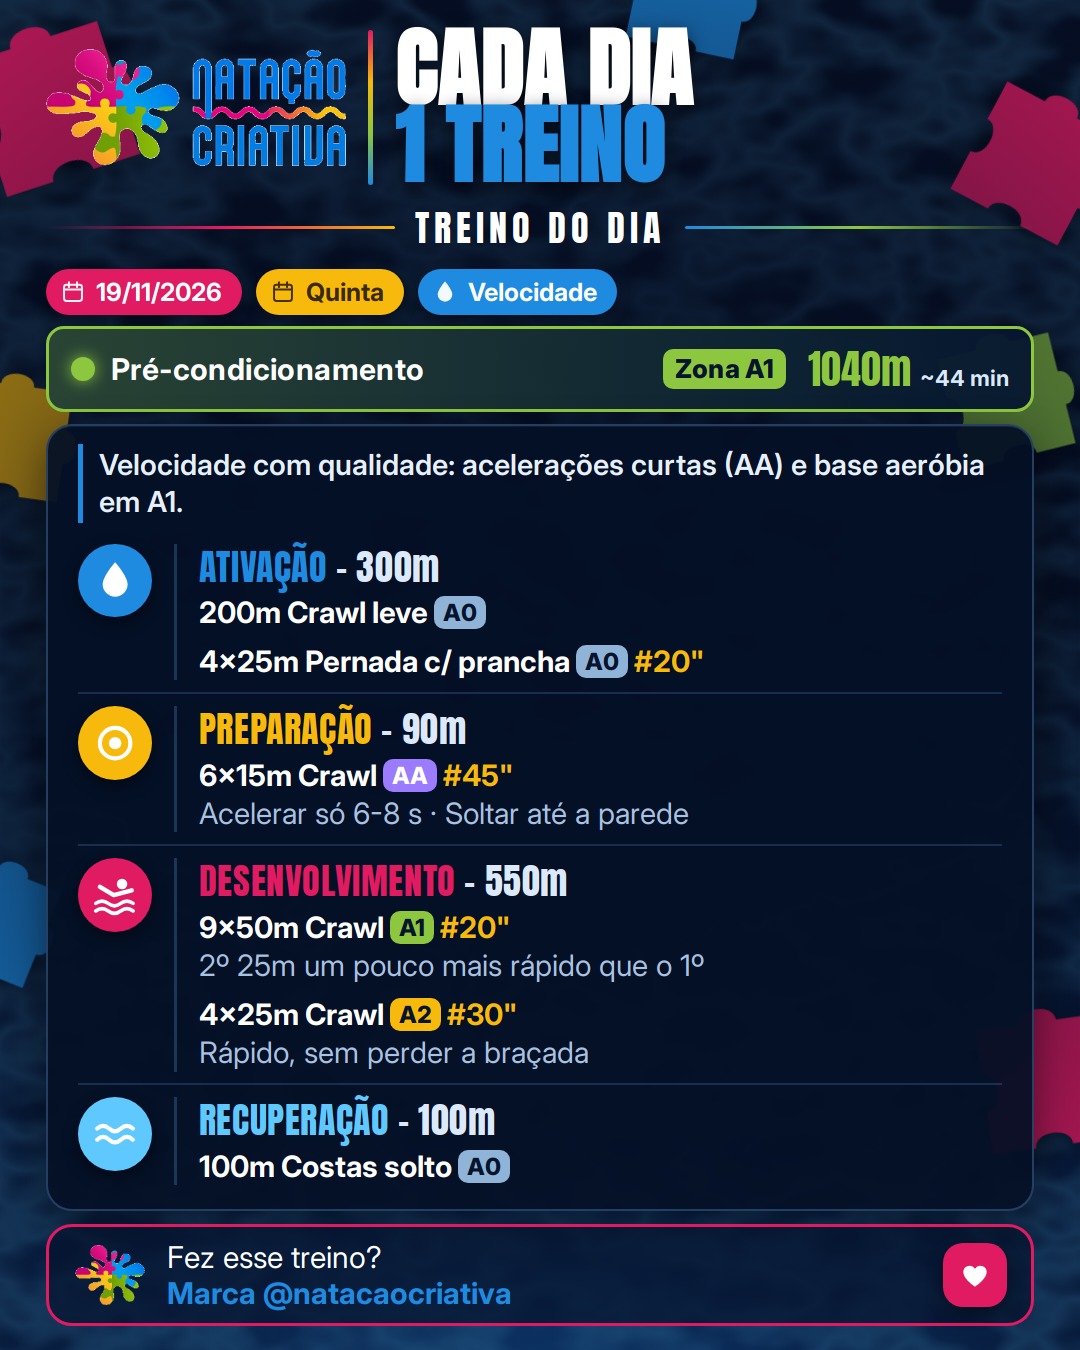 NATAÇÃO
CRIATIVA
CADA DIA
1 TREINO
TREINO DO DIA
19/11/2026 Quinta Velocidade
Pré-condicionamento Zona A1 1040m ~44 min
Velocidade com qualidade: acelerações curtas (AA) e base aeróbia
em A1.
ATIVAÇÃO - 300m
200m Crawl leve A0
4×25m Pernada c/ prancha A0 #20"
PREPARAÇÃO - 90m
6×15m Crawl AA #45"
Acelerar só 6-8 s · Soltar até a parede
DESENVOLVIMENTO - 550m
9×50m Crawl A1 #20"
2º 25m um pouco mais rápido que o 1º
4×25m Crawl A2 #30"
Rápido, sem perder a braçada
RECUPERAÇÃO - 100m
100m Costas solto A0
Fez esse treino?
Marca @natacaocriativa